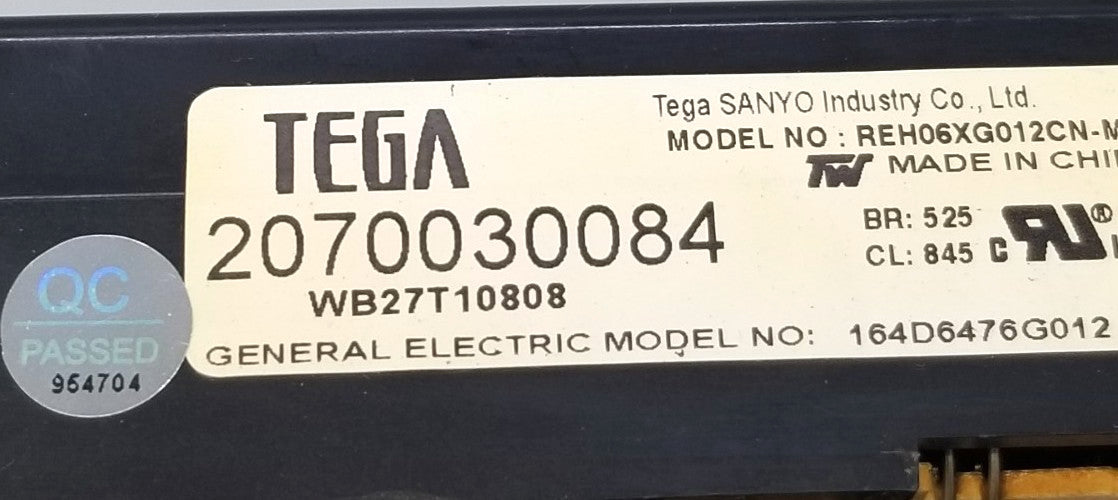 TEGA
Tega SANYO Industry Co., Ltd.
MODEL NO : REH06XG012CN-M
TW MADE IN CHI
2070030084
BR: 525
CL: 845
WB27T10808
GENERAL ELECTRIC MODEL NO: 164D6476G012
QC
PASSED
964704